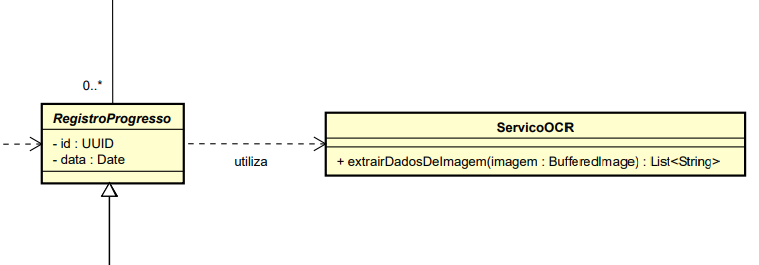 0..*
RegistroProgresso
- id : UUID
- data : Date
utiliza
ServicoOCR
+ extrairDadosDeImagem(imagem : BufferedImage) : List<String>